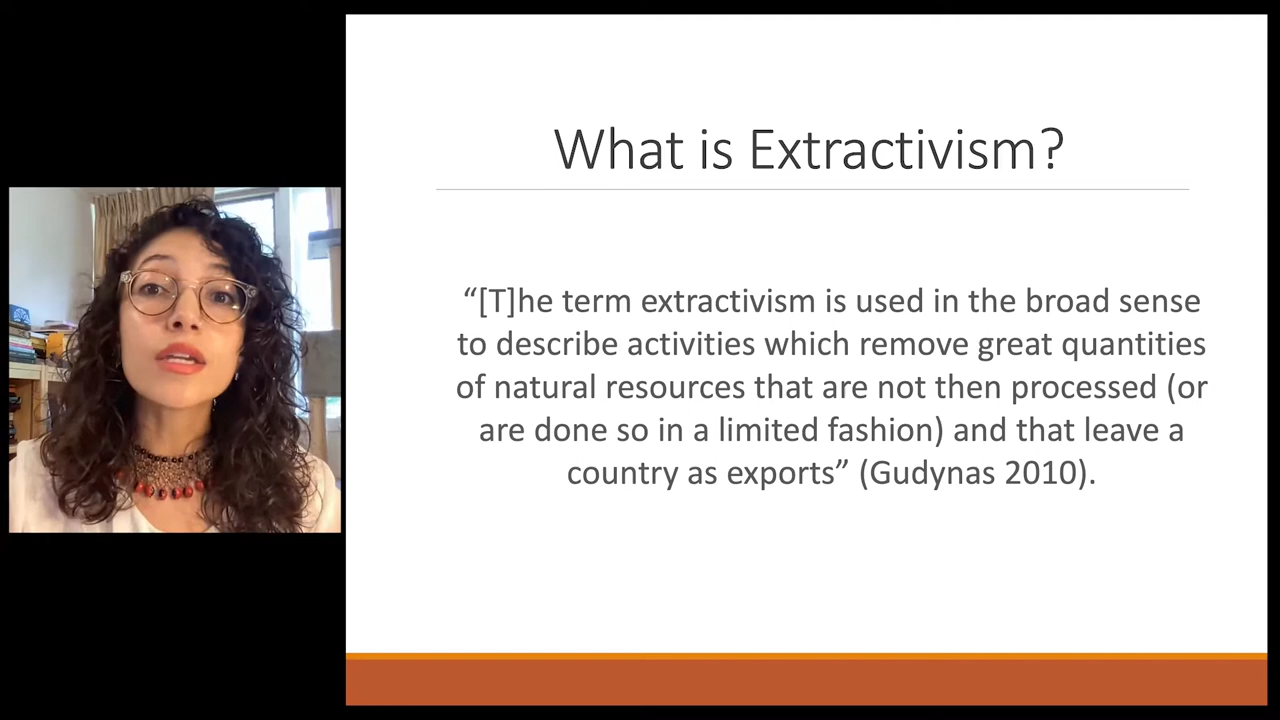 What is Extractivism?
“[T]he term extractivism is used in the broad sense
to describe activities which remove great quantities
of natural resources that are not then processed (or
are done so in a limited fashion) and that leave a
country as exports” (Gudynas 2010).